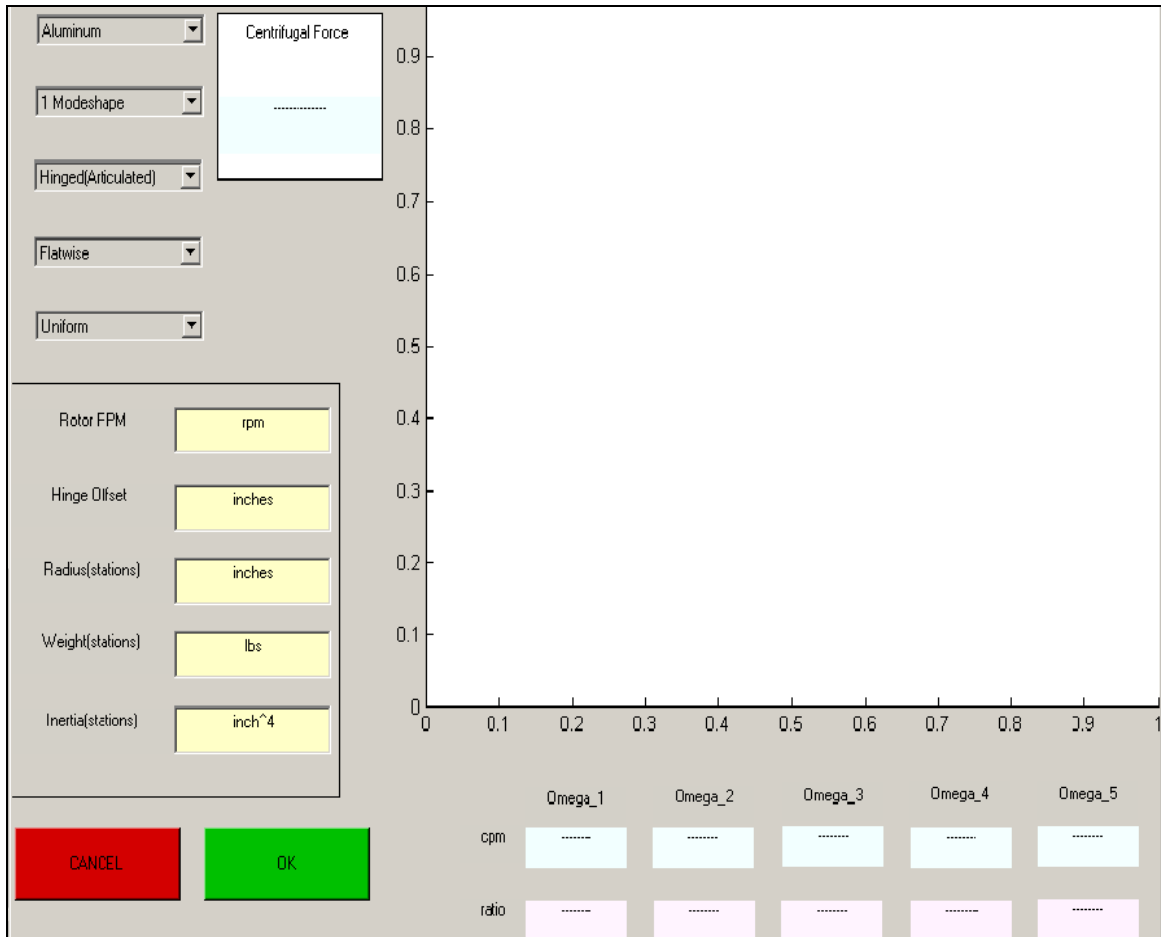 Aluminum
1 Modeshape
Hinged(Articulated)
Flatwise
Uniform
Centrifugal Force
-------------
Rotor FPM
rpm
Hinge Offset
inches
Radius(stations)
inches
Weight(stations)
lbs
Inertia(stations)
inch^4
CANCEL
OK
0.9
0.8
0.7
0.6
0.5
0.4
0.3
0.2
0.1
0
0 0.1 0.2 0.3 0.4 0.5 0.6 0.7 0.8 0.9 1
Omega_1 Omega_2 Omega_3 Omega_4 Omega_5
cpm ------- -------- -------- ------- --------
ratio -------- -------- -------- -------- --------